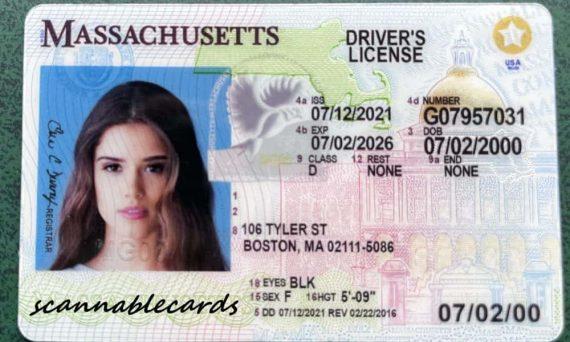 MASSACHUSETTS
DRIVER'S
LICENSE
USA
4a ISS
07/12/2021
4d NUMBER
G07957031
4b EXP
07/02/2026
3 DOB
07/02/2000
9 CLASS
D
12 REST
NONE
9a END
NONE
REGISTRAR
1
2
8 106 TYLER ST
BOSTON, MA 02111-5086
18 EYES BLK
15 SEX F 16 HGT 5'-09"
5 DD 07/12/2021 REV 02/22/2016
07/02/00
scannablecards